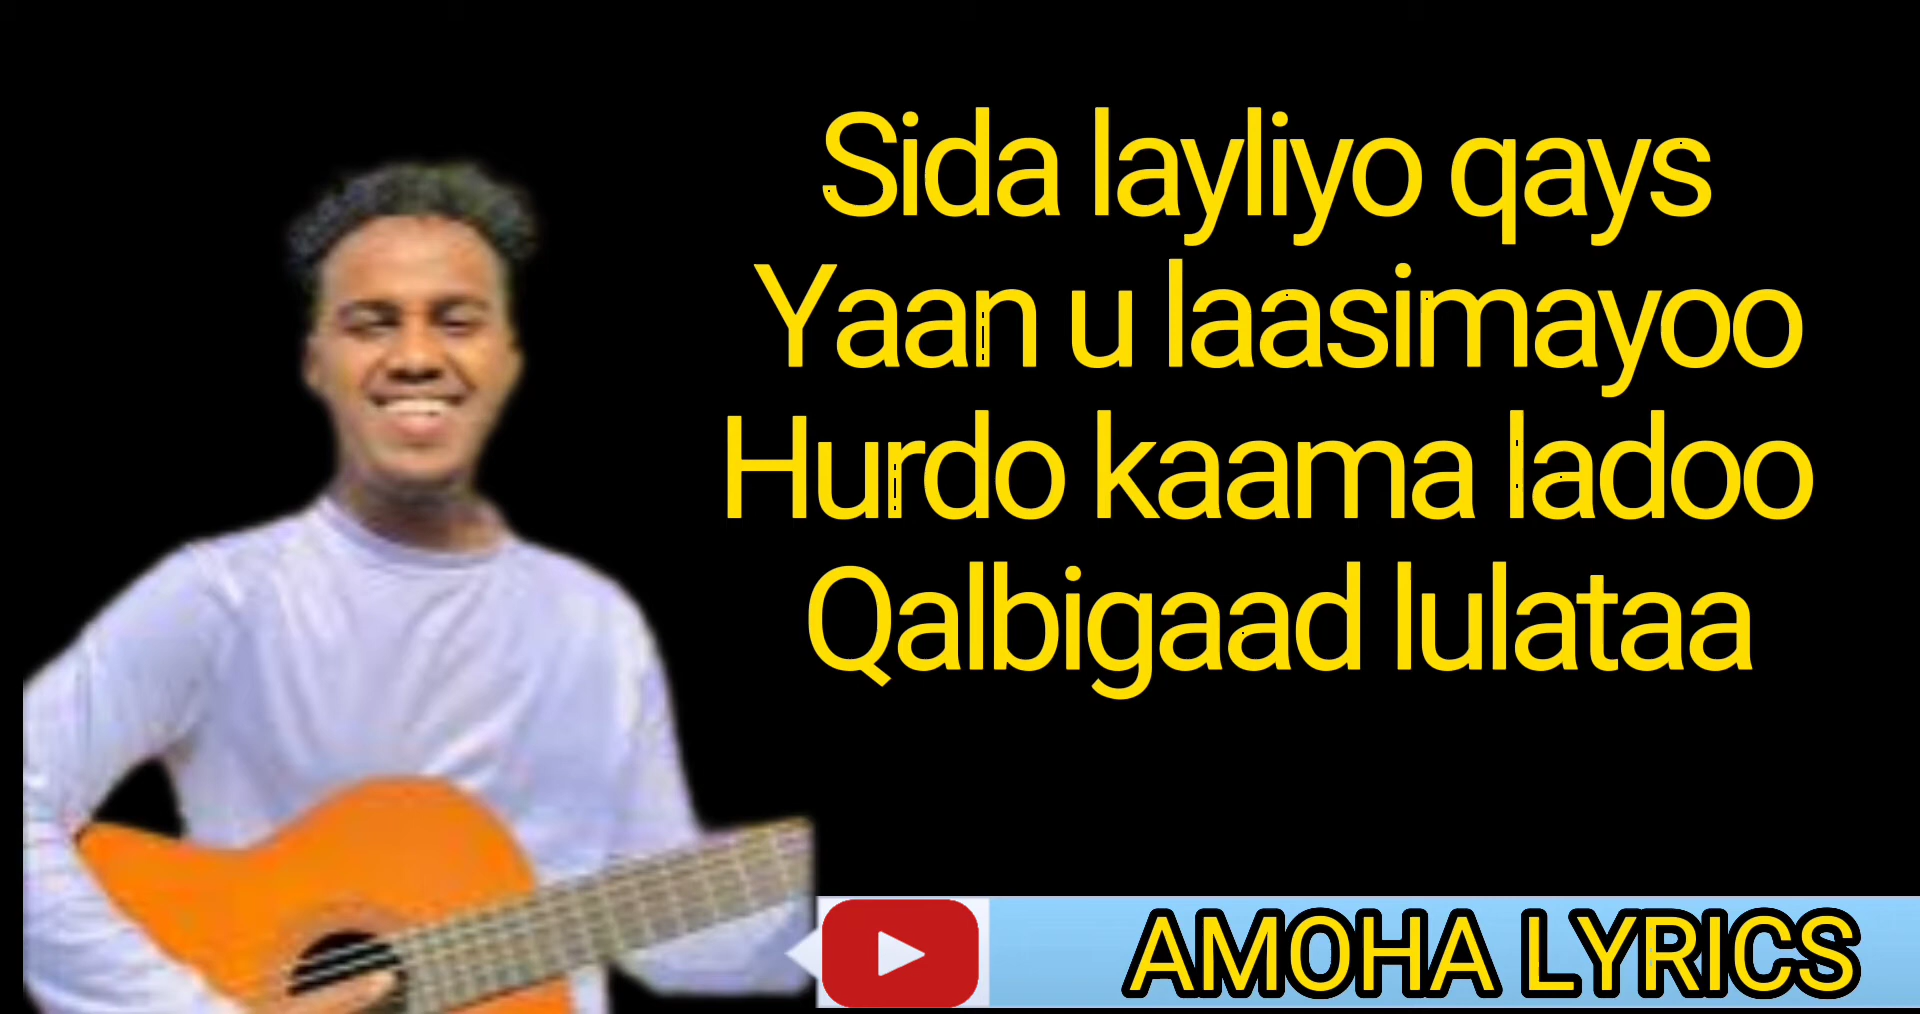 Sida layliyo qays
Yaan u laasimayoo
Hurdo kaama ladoo
Qalbigaad lulataa
AMOHA LYRICS